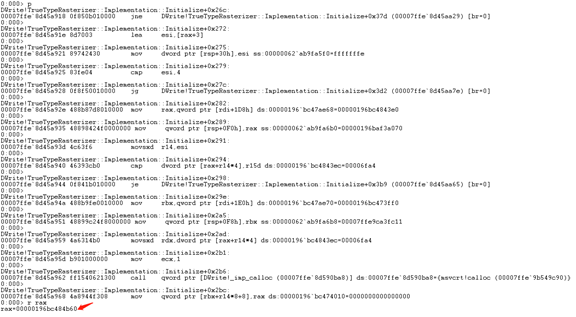 0:000> p
DWrite!TrueTypeRasterizer::Implementation::Initialize+0x26c:
00007ffe`8d45a918 0f850b010000 jne DWrite!TrueTypeRasterizer::Implementation::Initialize+0x37d (00007ffe`8d45aa29) [br=0]
0:000>
DWrite!TrueTypeRasterizer::Implementation::Initialize+0x272:
00007ffe`8d45a91e 8d7003 lea esi,[rax+3]
0:000>
DWrite!TrueTypeRasterizer::Implementation::Initialize+0x275:
00007ffe`8d45a921 89742430 mov dword ptr [rsp+30h],esi ss:00000062`ab9fa5f0=fffffffe
0:000>
DWrite!TrueTypeRasterizer::Implementation::Initialize+0x279:
00007ffe`8d45a925 83fe04 cmp esi,4
0:000>
DWrite!TrueTypeRasterizer::Implementation::Initialize+0x27c:
00007ffe`8d45a928 0f8f50010000 jg DWrite!TrueTypeRasterizer::Implementation::Initialize+0x3d2 (00007ffe`8d45aa7e) [br=0]
0:000>
DWrite!TrueTypeRasterizer::Implementation::Initialize+0x282:
00007ffe`8d45a92e 488b87d8010000 mov rax,qword ptr [rdi+1D8h] ds:00000196`bc47ae68=00000196bc4843e0
0:000>
DWrite!TrueTypeRasterizer::Implementation::Initialize+0x289:
00007ffe`8d45a935 48898424f0000000 mov qword ptr [rsp+0F0h],rax ss:00000062`ab9fa6b0=00000196baf3a070
0:000>
DWrite!TrueTypeRasterizer::Implementation::Initialize+0x291:
00007ffe`8d45a93d 4c63f6 movsxd r14,esi
0:000>
DWrite!TrueTypeRasterizer::Implementation::Initialize+0x294:
00007ffe`8d45a940 46393cb0 cmp dword ptr [rax+r14*4],r15d ds:00000196`bc4843ec=00006fa4
0:000>
DWrite!TrueTypeRasterizer::Implementation::Initialize+0x298:
00007ffe`8d45a944 0f841b010000 je DWrite!TrueTypeRasterizer::Implementation::Initialize+0x3b9 (00007ffe`8d45aa65) [br=0]
0:000>
DWrite!TrueTypeRasterizer::Implementation::Initialize+0x29e:
00007ffe`8d45a94a 488b9fe0010000 mov rbx,qword ptr [rdi+1E0h] ds:00000196`bc47ae70=00000196bc473ff0
0:000>
DWrite!TrueTypeRasterizer::Implementation::Initialize+0x2a5:
00007ffe`8d45a951 48899c24f8000000 mov qword ptr [rsp+0F8h],rbx ss:00000062`ab9fa6b8=00007ffe9ca3fc11
0:000>
DWrite!TrueTypeRasterizer::Implementation::Initialize+0x2ad:
00007ffe`8d45a959 4a6314b0 movsxd rdx,dword ptr [rax+r14*4] ds:00000196`bc4843ec=00006fa4
0:000>
DWrite!TrueTypeRasterizer::Implementation::Initialize+0x2b1:
00007ffe`8d45a95d b901000000 mov ecx,1
0:000>
DWrite!TrueTypeRasterizer::Implementation::Initialize+0x2b6:
00007ffe`8d45a962 ff1540621300 call qword ptr [DWrite!_imp_calloc (00007ffe`8d590ba8)] ds:00007ffe`8d590ba8={msvcrt!calloc (00007ffe`9b549c90)}
0:000>
DWrite!TrueTypeRasterizer::Implementation::Initialize+0x2bc:
00007ffe`8d45a968 4a8944f308 mov qword ptr [rbx+r14*8+8],rax ds:00000196`bc474010=0000000000000000
0:000> r rax
rax=00000196bc484b60